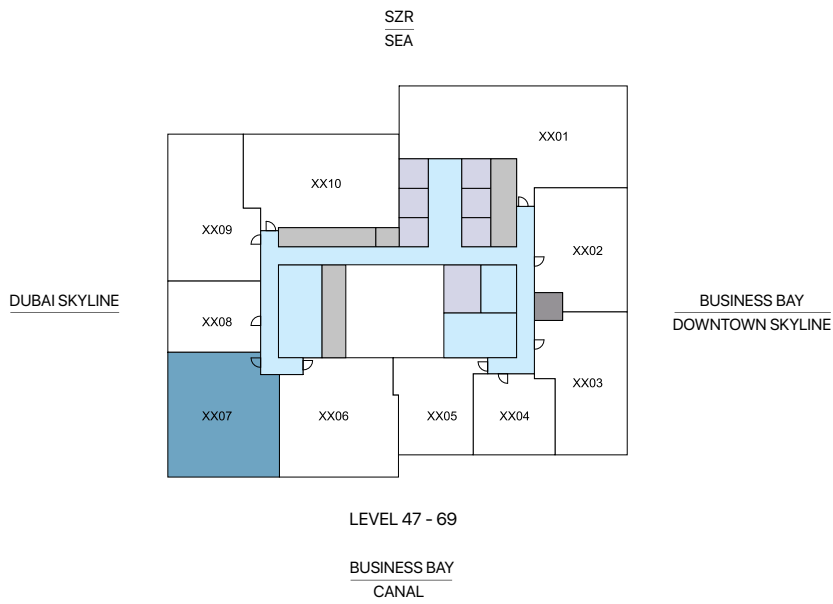 SZR
SEA
XX01
XX10
XX09
XX02
DUBAI SKYLINE
BUSINESS BAY
DOWNTOWN SKYLINE
XX08
XX03
XX07
XX06
XX05
XX04
LEVEL 47 - 69
BUSINESS BAY
CANAL